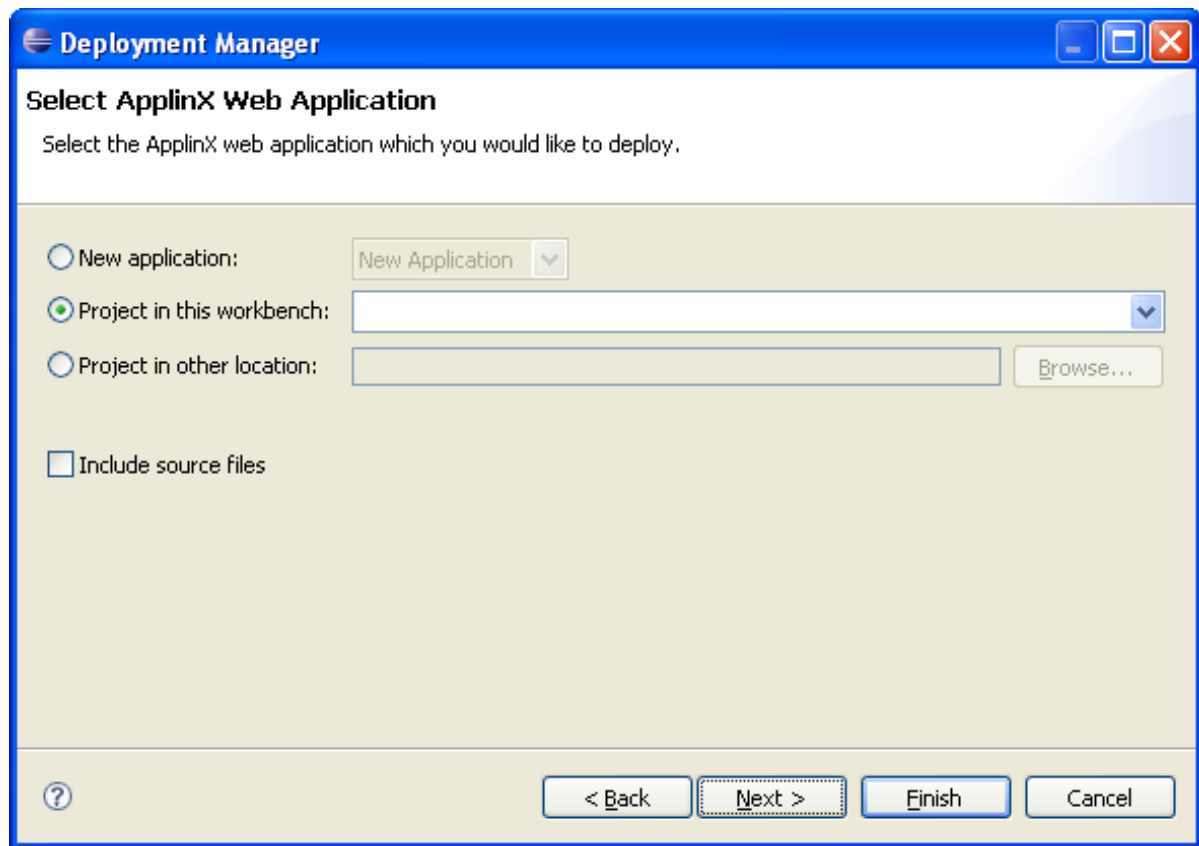 Deployment Manager
Select ApplinX Web Application
Select the ApplinX web application which you would like to deploy.
New application: New Application
Project in this workbench:
Project in other location: Browse...
Include source files
? < Back Next > Finish Cancel